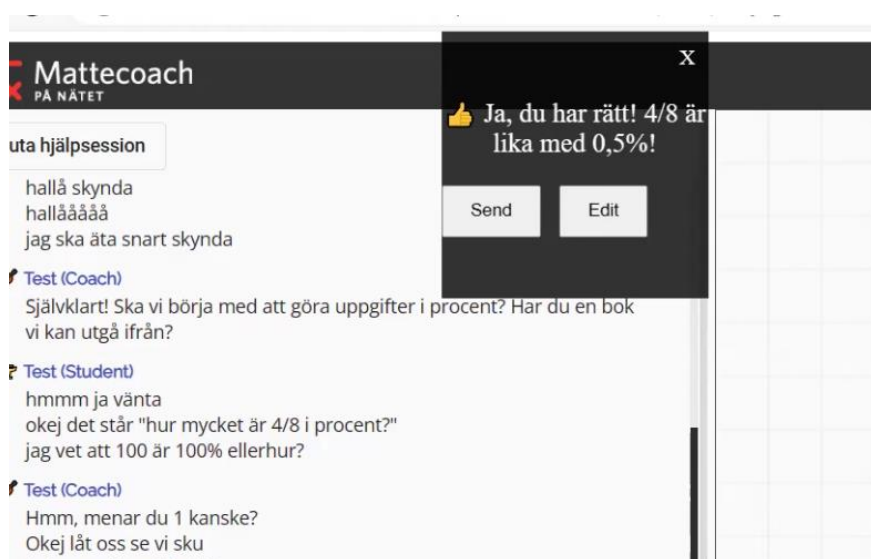 Mattecoach
PÅ NÄTET
x
👍 Ja, du har rätt! 4/8 är
lika med 0,5%!
Send
Edit
uta hjälpsession
hallå skynda
hallååååå
jag ska äta snart skynda
Test (Coach)
Självklart! Ska vi börja med att göra uppgifter i procent? Har du en bok
vi kan utgå ifrån?
Test (Student)
hmmm ja vänta
okej det står "hur mycket är 4/8 i procent?"
jag vet att 100 är 100% ellerhur?
Test (Coach)
Hmm, menar du 1 kanske?
Okej låt oss se vi sku